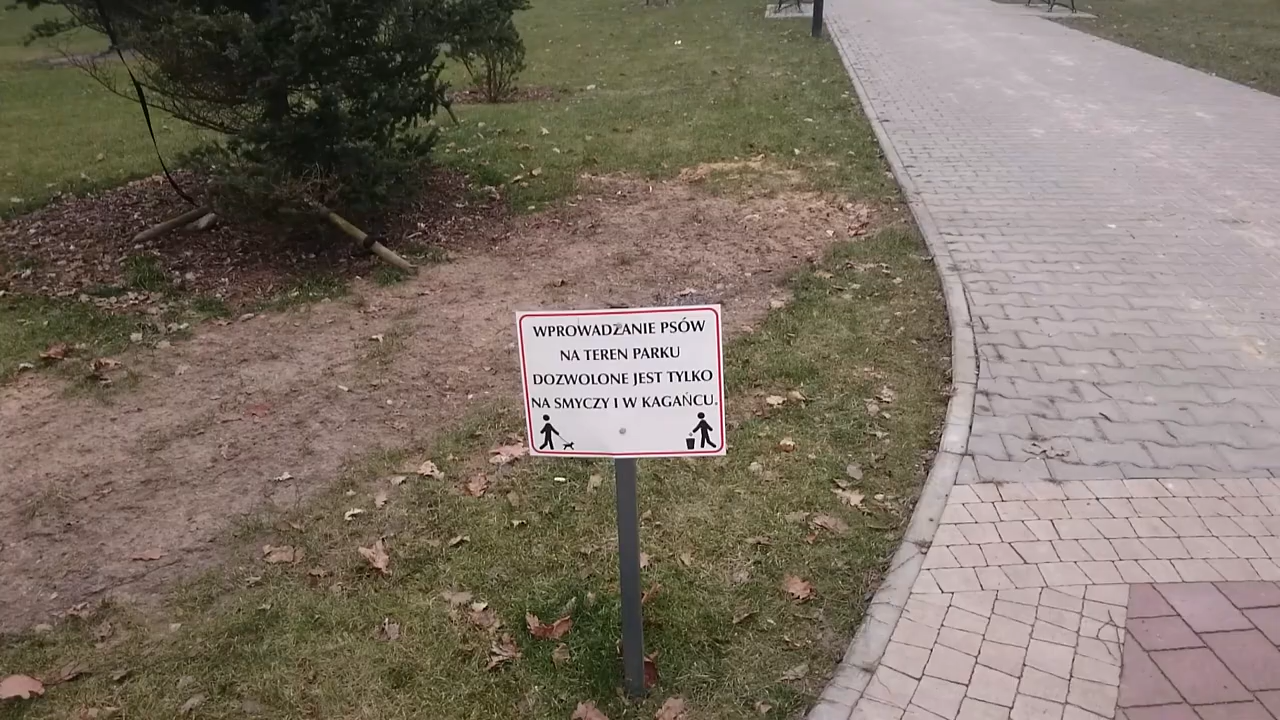 WPROWADZANIE PSÓW
NA TEREN PARKU
DOZWOLONE JEST TYLKO
NA SMYCZY I W KAGAŃCU.